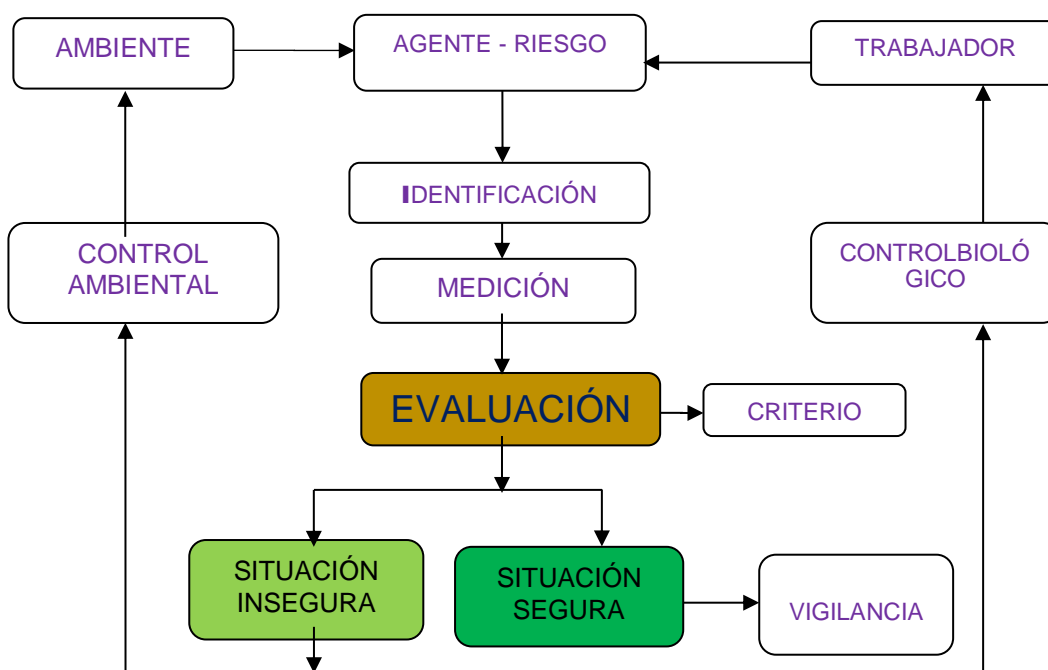 AMBIENTE
AGENTE - RIESGO
TRABAJADOR
IDENTIFICACIÓN
CONTROL
AMBIENTAL
CONTROLBIOLÓ
GICO
MEDICIÓN
EVALUACIÓN
CRITERIO
SITUACIÓN
INSEGURA
SITUACIÓN
SEGURA
VIGILANCIA